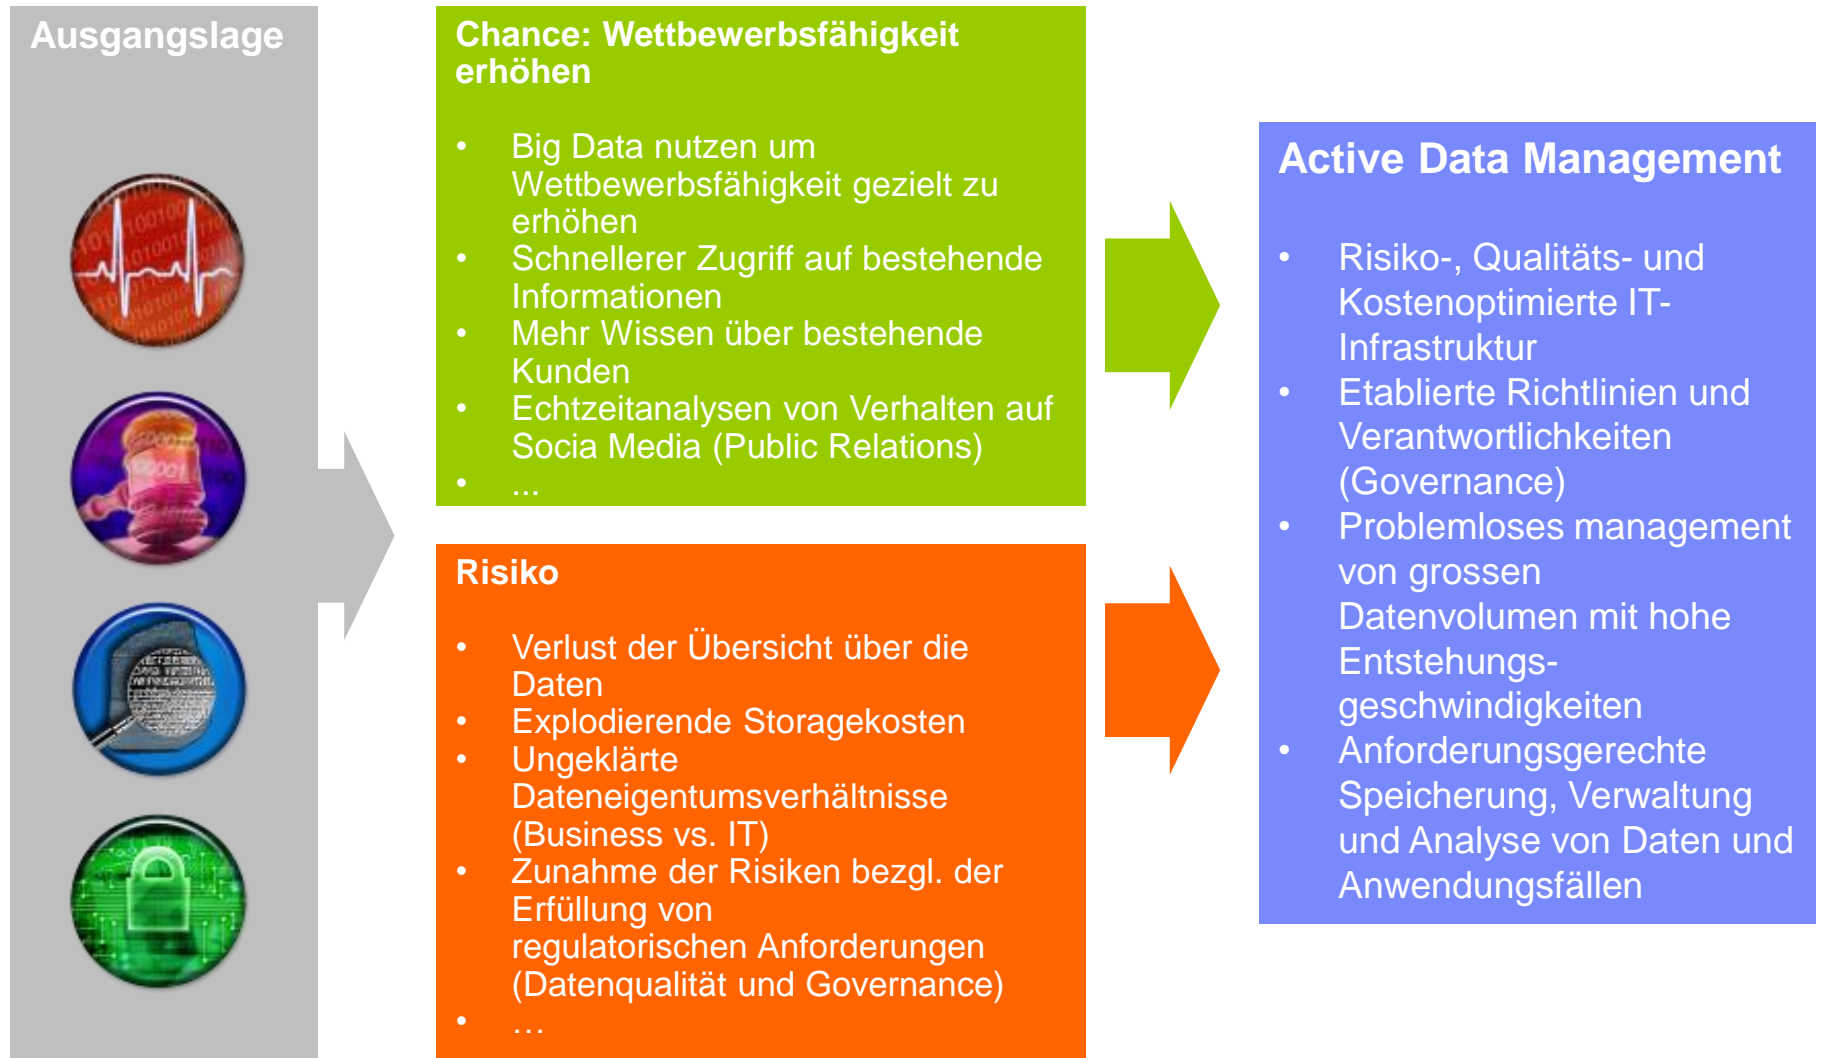 Ausgangslage
Chance: Wettbewerbsfähigkeit
erhöhen
• Big Data nutzen um
Wettbewerbsfähigkeit gezielt zu
erhöhen
• Schnellerer Zugriff auf bestehende
Informationen
• Mehr Wissen über bestehende
Kunden
• Echtzeitanalysen von Verhalten auf
Socia Media (Public Relations)
• ...
Risiko
• Verlust der Übersicht über die
Daten
• Explodierende Storagekosten
• Ungeklärte
Dateneigentumsverhältnisse
(Business vs. IT)
• Zunahme der Risiken bezgl. der
Erfüllung von
regulatorischen Anforderungen
(Datenqualität und Governance)
• …
Active Data Management
• Risiko-, Qualitäts- und
Kostenoptimierte IT-
Infrastruktur
• Etablierte Richtlinien und
Verantwortlichkeiten
(Governance)
• Problemloses management
von grossen
Datenvolumen mit hohe
Entstehungs-
geschwindigkeiten
• Anforderungsgerechte
Speicherung, Verwaltung
und Analyse von Daten und
Anwendungsfällen